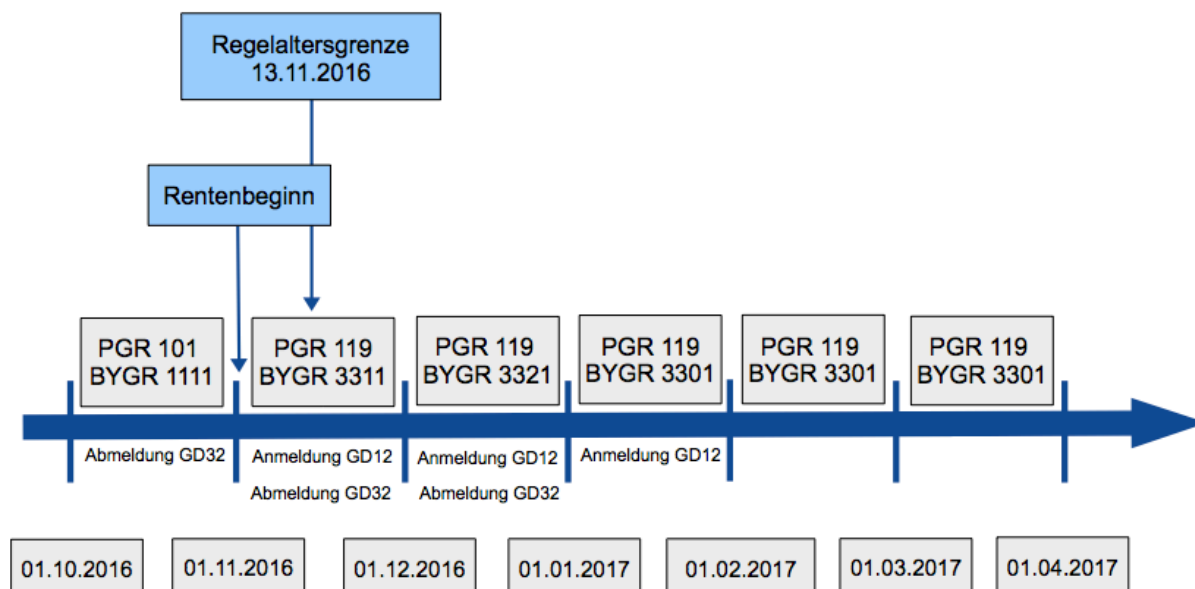 Regelaltersgrenze
13.11.2016
Rentenbeginn
PGR 101
BYGR 1111
PGR 119
BYGR 3311
PGR 119
BYGR 3321
PGR 119
BYGR 3301
PGR 119
BYGR 3301
PGR 119
BYGR 3301
Abmeldung GD32
Anmeldung GD12
Abmeldung GD32
Anmeldung GD12
Abmeldung GD32
Anmeldung GD12
01.10.2016
01.11.2016
01.12.2016
01.01.2017
01.02.2017
01.03.2017
01.04.2017